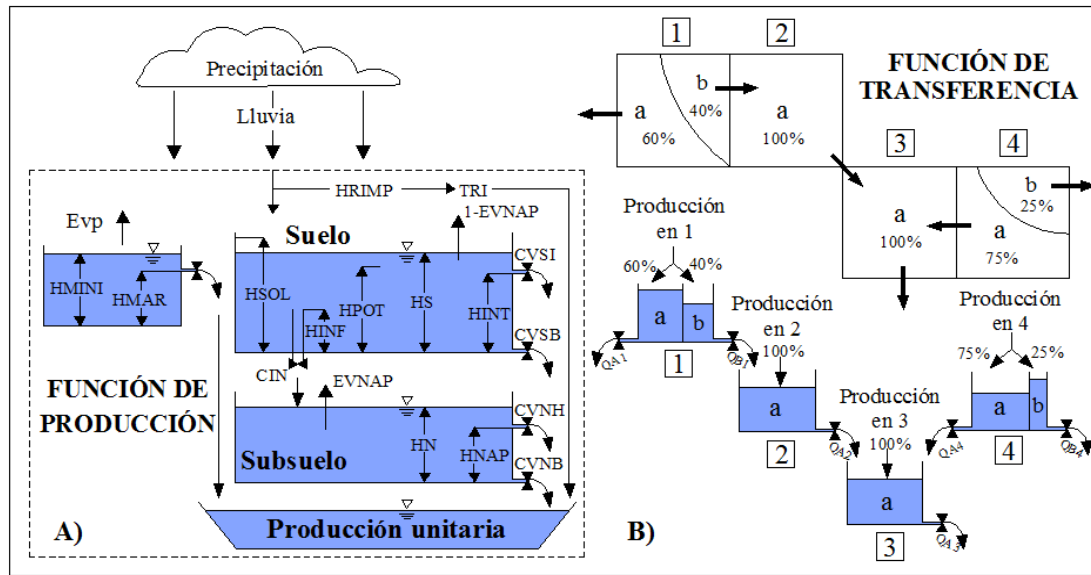 Precipitación
Lluvia
HRIMP
TRI
1-EVNAP
Evp
Suelo
CVSI
HMINI
HMAR
HSOL
HINF
HPOT
HS
HINT
CVSB
CIN
EVNAP
FUNCIÓN DE
PRODUCCIÓN
CVNH
HN
HNAP
Subsuelo
CVNB
A)
Producción unitaria
1
2
FUNCIÓN DE
TRANSFERENCIA
b
40%
a
60%
a
100%
3
4
b
25%
a
100%
a
75%
Producción
en 1
60%
40%
a
b
QA1
QB1
1
Producción
en 2
100%
a
QA2
2
Producción
en 3
100%
a
QA3
3
Producción
en 4
75%
25%
a
b
QA4
QB4
4
B)